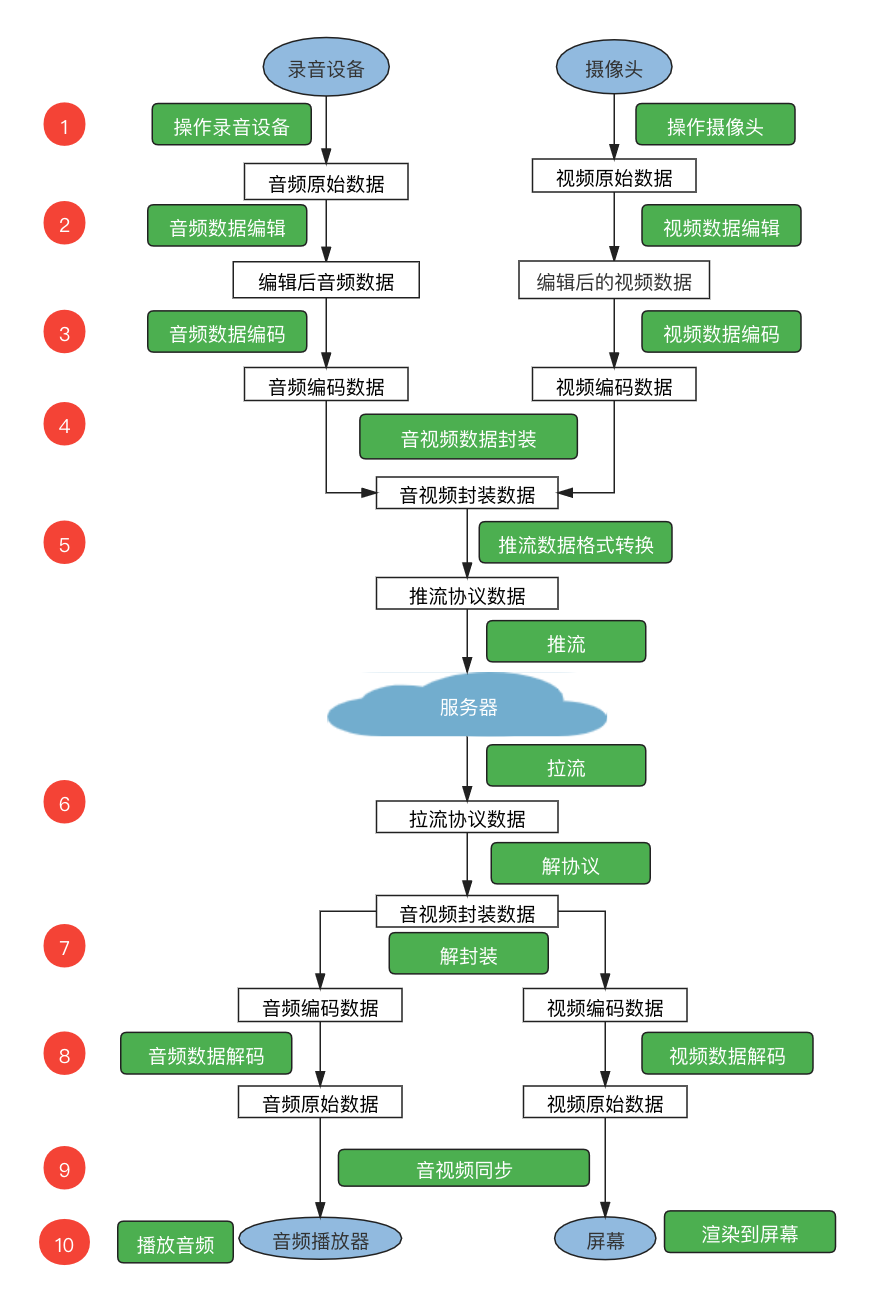 录音设备
摄像头
1
操作录音设备
操作摄像头
音频原始数据
视频原始数据
2
音频数据编辑
视频数据编辑
编辑后音频数据
编辑后的视频数据
3
音频数据编码
视频数据编码
音频编码数据
视频编码数据
4
音视频数据封装
音视频封装数据
5
推流数据格式转换
推流协议数据
推流
服务器
拉流
6
拉流协议数据
解协议
音视频封装数据
7
解封装
音频编码数据
视频编码数据
8
音频数据解码
视频数据解码
音频原始数据
视频原始数据
9
音视频同步
10
播放音频
音频播放器
屏幕
渲染到屏幕